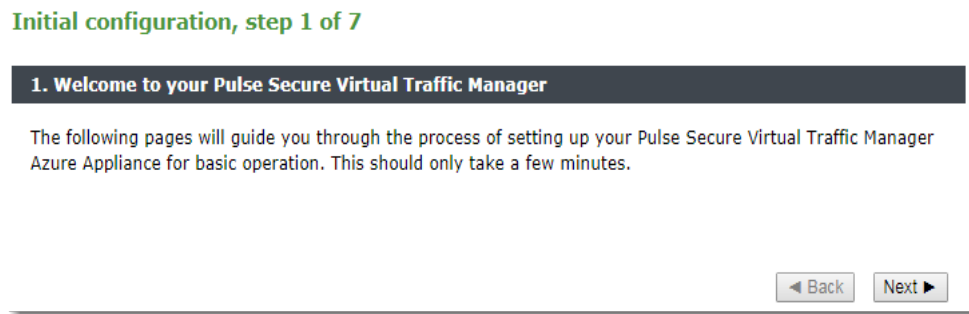 Initial configuration, step 1 of 7
1. Welcome to your Pulse Secure Virtual Traffic Manager
The following pages will guide you through the process of setting up your Pulse Secure Virtual Traffic Manager
Azure Appliance for basic operation. This should only take a few minutes.
◄ Back Next ►